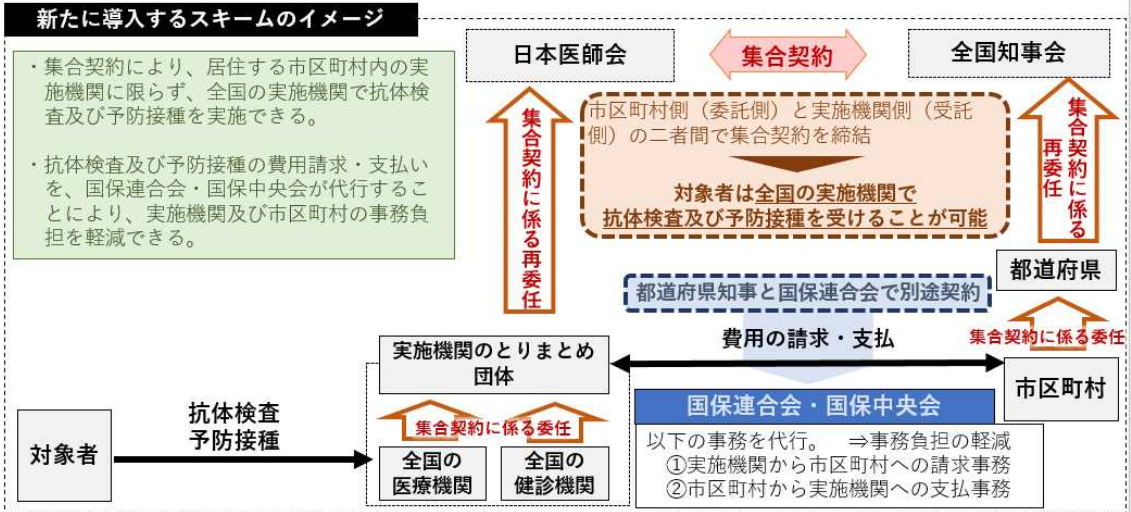 新たに導入するスキームのイメージ
・集合契約により、居住する市区町村内の実
施機関に限らず、全国の実施機関で抗体検
査及び予防接種を実施できる。
・抗体検査及び予防接種の費用請求・支払い
を、国保連合会・国保中央会が代行するこ
とにより、実施機関及び市区町村の事務負
担を軽減できる。
日本医師会
集合契約
全国知事会
市区町村側（委託側）と実施機関側（受託
側）の二者間で集合契約を締結
対象者は全国の実施機関で
抗体検査及び予防接種を受けることが可能
集合契約に係る再委任
集合契約に係る
再委任
都道府県
都道府県知事と国保連合会で別途契約
費用の請求・支払
集合契約に係る委任
実施機関のとりまとめ
団体
市区町村
国保連合会・国保中央会
以下の事務を代行。　⇒事務負担の軽減
①実施機関から市区町村への請求事務
②市区町村から実施機関への支払事務
対象者
抗体検査
予防接種
集合契約に係る委任
全国の
医療機関
全国の
健診機関